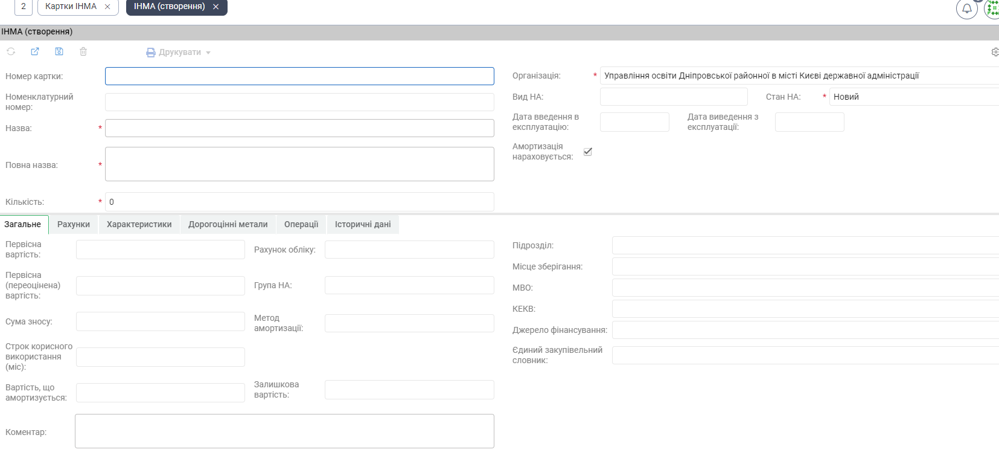 2
Картки ІНМА
ІНМА (створення)
ІНМА (створення)
Друкувати
Номер картки:
Номенклатурний
номер:
Назва: *
Повна назва: *
Кількість: * 0
Організація: * Управління освіти Дніпровської районної в місті Києві державної адміністрації
Вид НА:
Стан НА: * Новий
Дата введення в
експлуатацію:
Дата виведення з
експлуатації:
Амортизація
нараховується:
Загальне
Рахунки
Характеристики
Дорогоцінні метали
Операції
Історичні дані
Первісна
вартість:
Рахунок обліку:
Первісна
(переоцінена)
вартість:
Група НА:
Сума зносу:
Метод
амортизації:
Строк корисного
використання
(міс):
Вартість, що
амортизується:
Залишкова
вартість:
Коментар:
Підрозділ:
Місце зберігання:
МВО:
КЕКВ:
Джерело фінансування:
Єдиний закупівельний
словник: